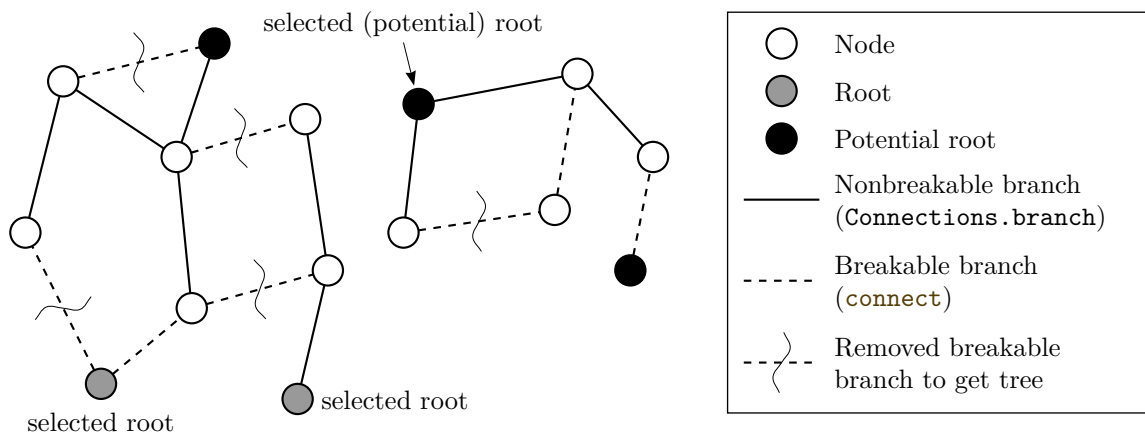 selected (potential) root
selected root
selected root
Node
Root
Potential root
Nonbreakable branch
(Connections.branch)
Breakable branch
(connect)
Removed breakable
branch to get tree